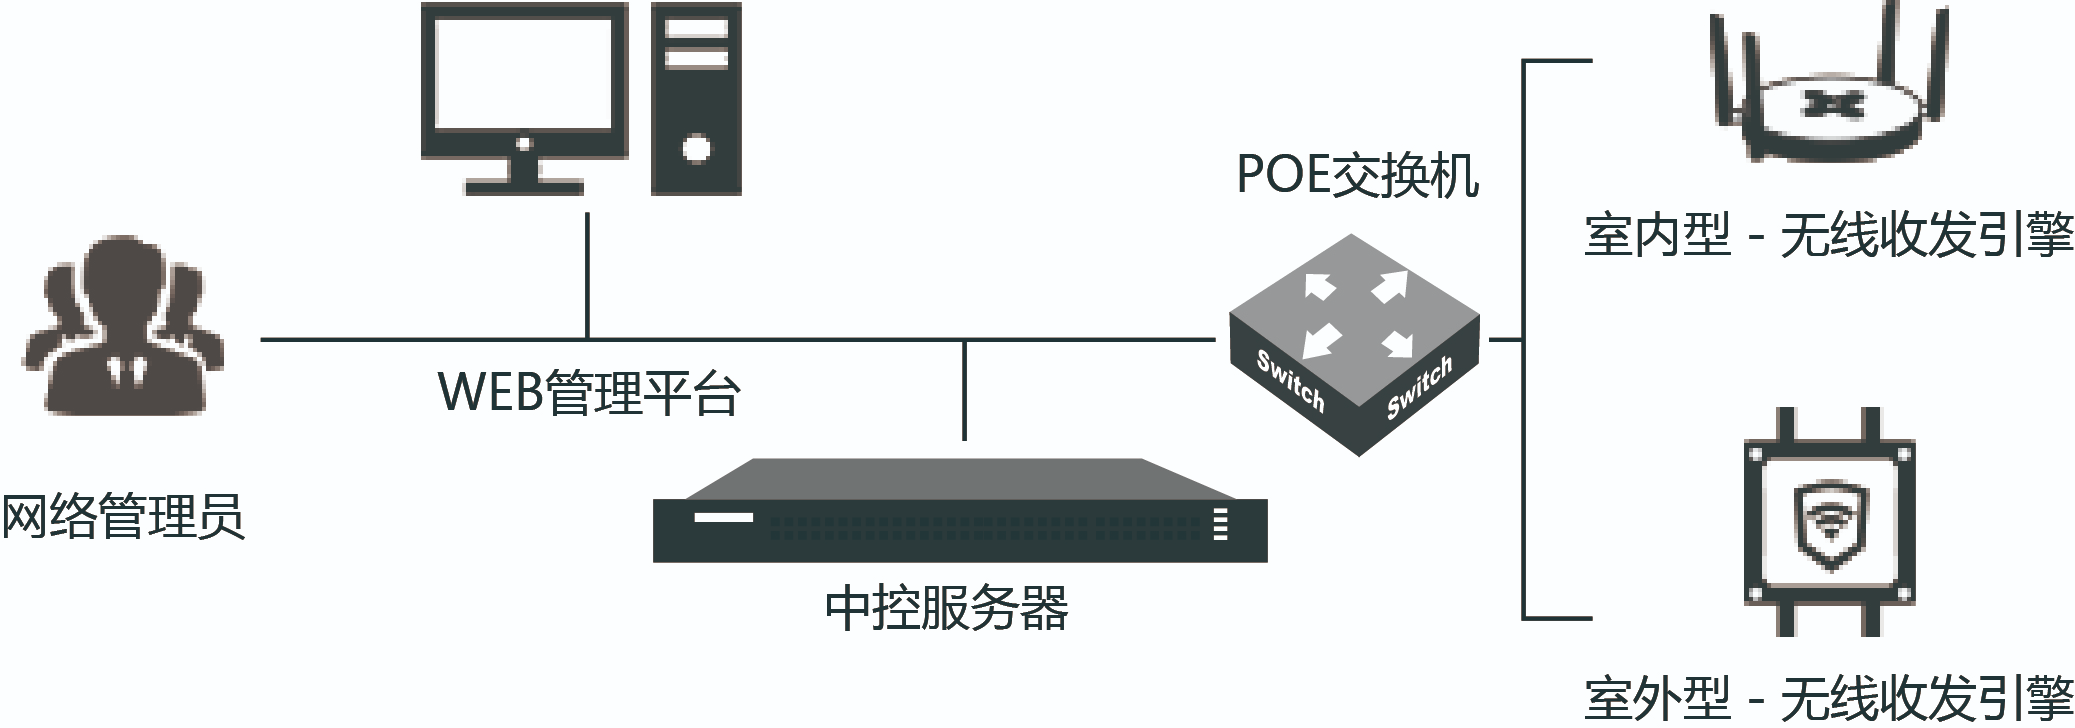 POE交换机
室内型 - 无线收发引擎
Switch
Switch
WEB管理平台
网络管理员
中控服务器
室外型 - 无线收发引擎